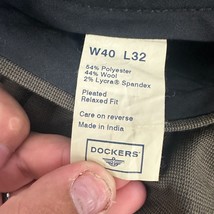 W40 L32
54% Polyester
44% Wool
2% Lycra® Spandex
Pleated
Relaxed Fit
Care on reverse
Made in India
DOCKERS®